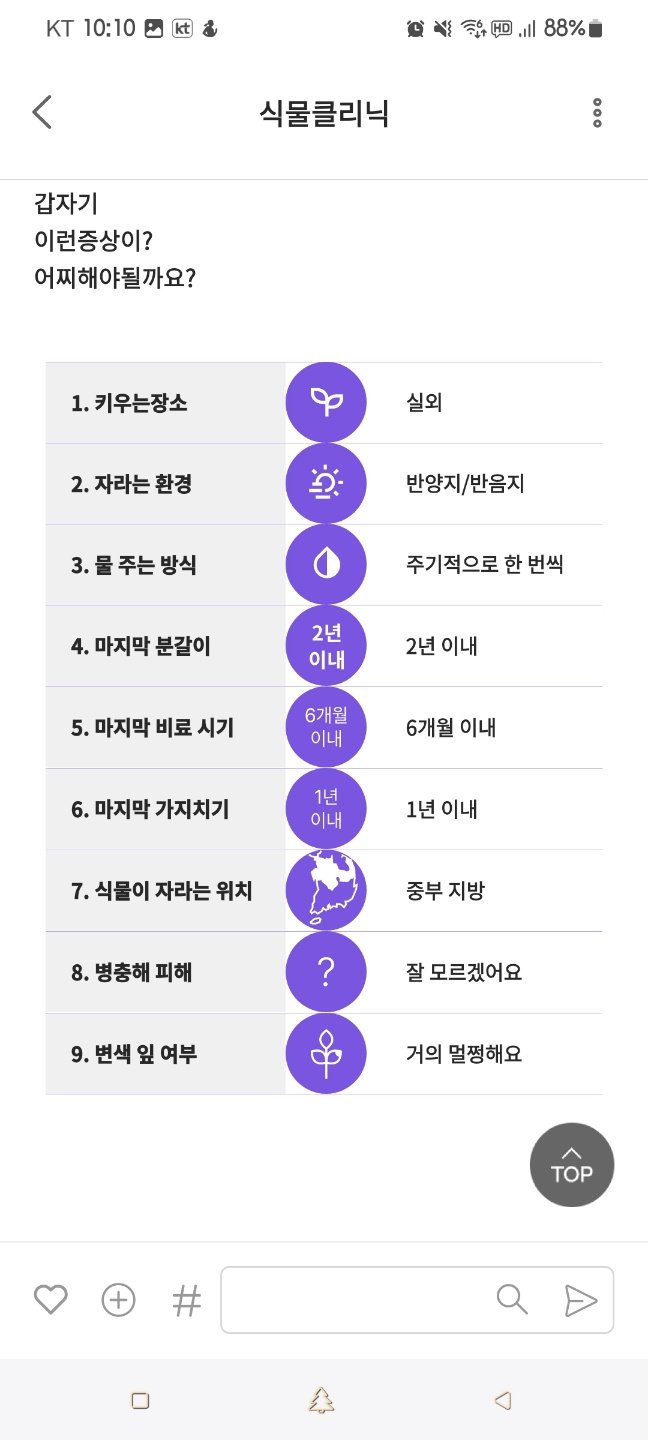 KT 10:10 kt HD 88%
식물클리닉
갑자기
이런증상이?
어찌해야될까요?
1. 키우는장소 실외
2. 자라는 환경 반양지/반음지
3. 물 주는 방식 주기적으로 한 번씩
4. 마지막 분갈이 2년 이내 2년 이내
5. 마지막 비료 시기 6개월 이내 6개월 이내
6. 마지막 가지치기 1년 이내 1년 이내
7. 식물이 자라는 위치 중부 지방
8. 병충해 피해 ? 잘 모르겠어요
9. 변색 잎 여부 거의 멀쩡해요
TOP
#